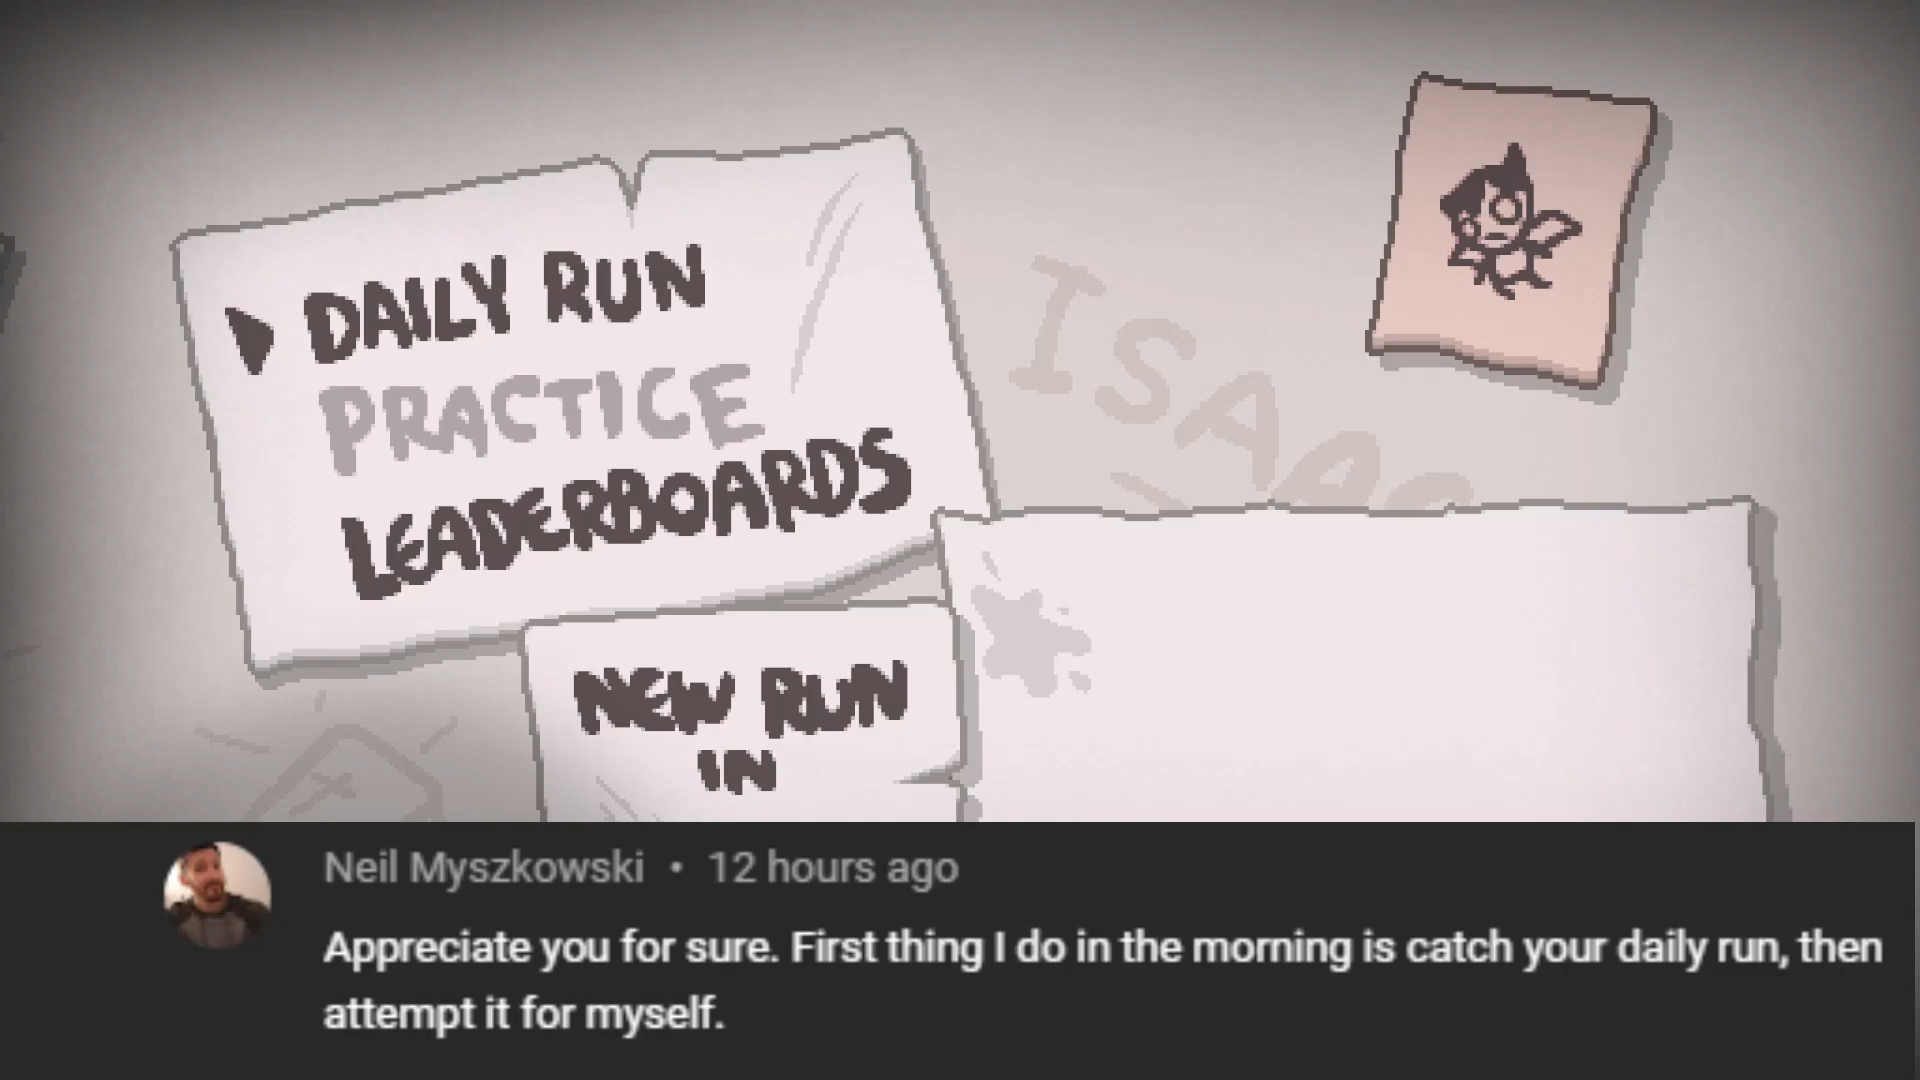 DAILY RUN
PRACTICE
LEADERBOARDS
ISAAC
NEW RUN
IN
Neil Myszkowski • 12 hours ago
Appreciate you for sure. First thing I do in the morning is catch your daily run, then
attempt it for myself.